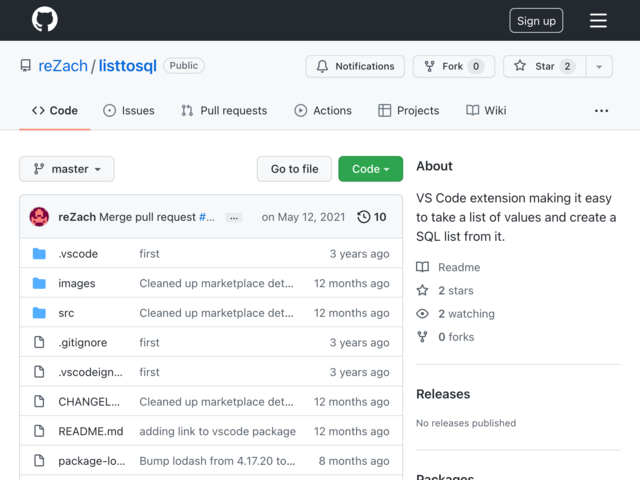 Sign up
reZach / listtosql Public
Notifications Fork 0 Star 2
Code Issues Pull requests Actions Projects Wiki ...
master Go to file Code
reZach Merge pull request #... ... on May 12, 2021 10
.vscode first 3 years ago
images Cleaned up marketplace det... 12 months ago
src Cleaned up marketplace det... 12 months ago
.gitignore first 3 years ago
.vscodeign... first 3 years ago
CHANGEL... Cleaned up marketplace det... 12 months ago
README.md adding link to vscode package 12 months ago
package-lo... Bump lodash from 4.17.20 to... 8 months ago
About
VS Code extension making it easy
to take a list of values and create a
SQL list from it.
Readme
2 stars
2 watching
0 forks
Releases
No releases published
Packages